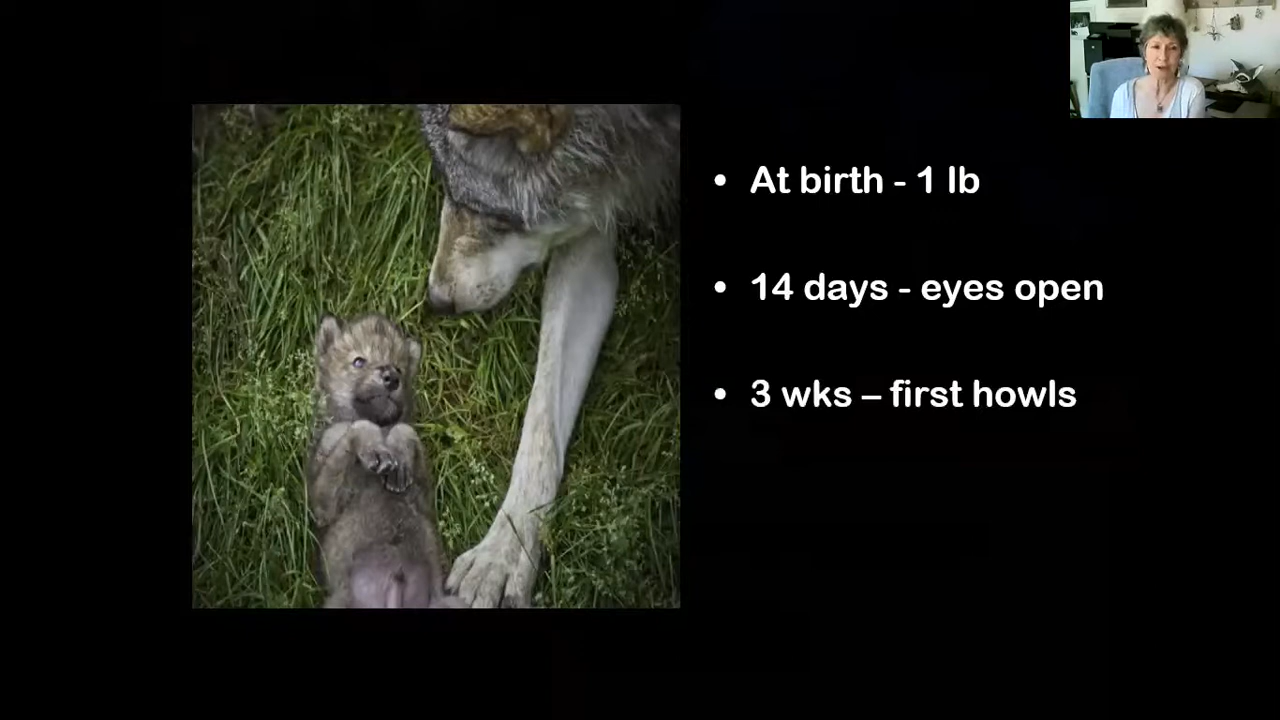 • At birth - 1 lb
• 14 days - eyes open
• 3 wks – first howls